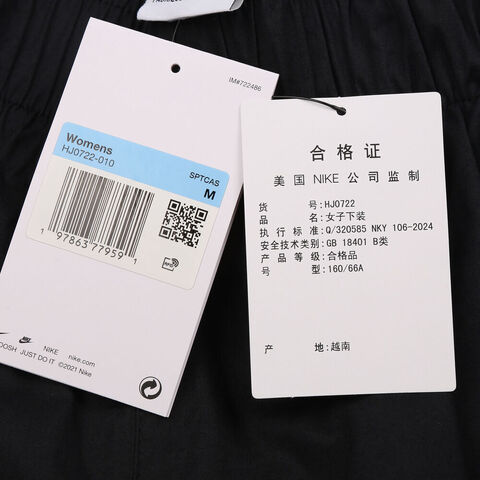 IM#722486
Womens
HJ0722-010
SPTCAS
M
1 97863 77959 1
RFID
NIKE
nike.com
OOSH JUST DO IT ©2021 Nike
合格证
美国 NIKE 公司监制
货号:HJ0722
品名:女子下装
执行标准:Q/320585 NKY 106-2024
安全技术类别:GB 18401 B类
产品等级:合格品
号型:160/66A
产地:越南